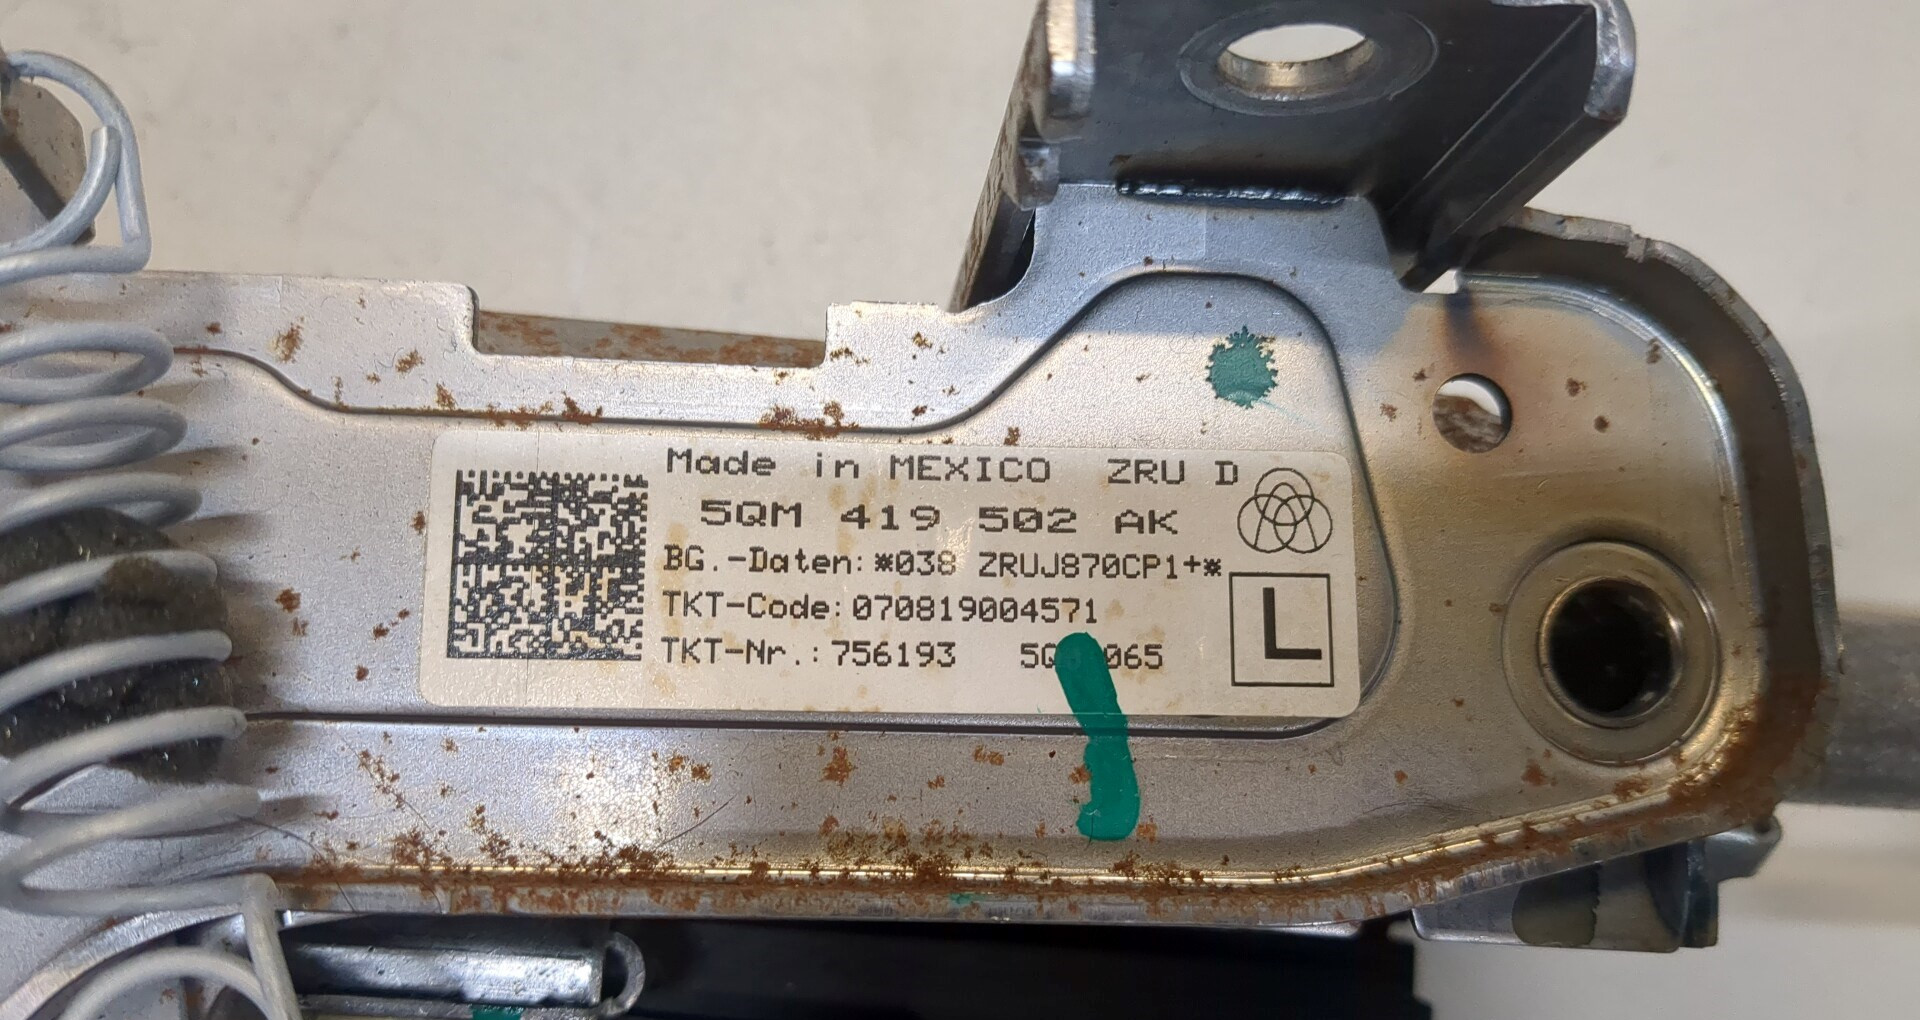 Made in MEXICO ZRU D
5QM 419 502 AK
BG.-Daten: *038 ZRUJ870CP1+*
TKT-Code: 070819004571
L
TKT-Nr.: 756193